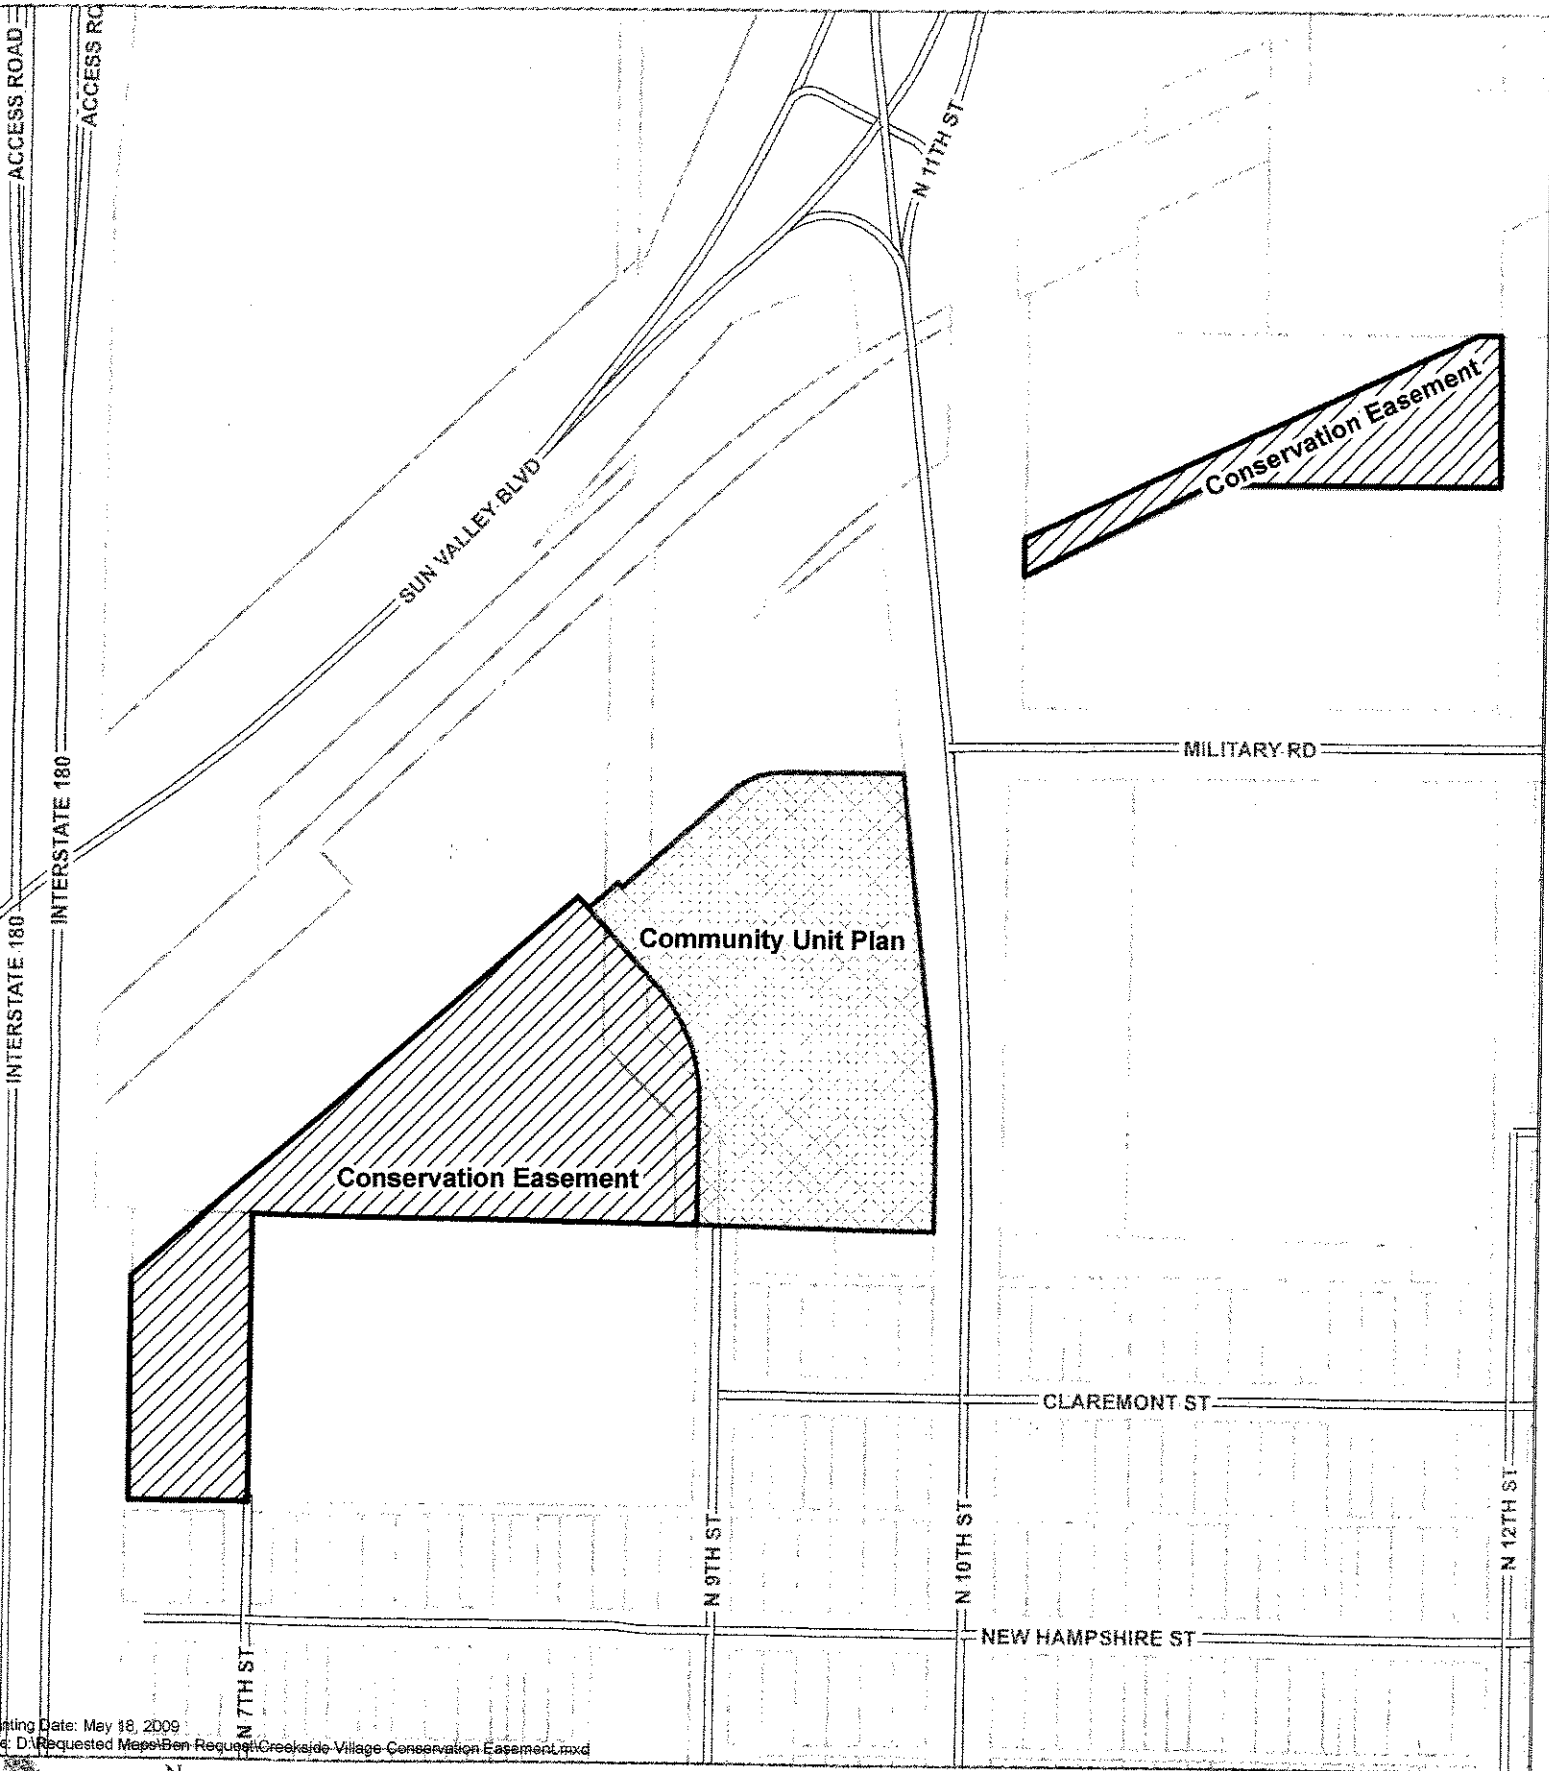 ACCESS ROAD
ACCESS RO
N 11TH ST
Conservation Easement
SUN VALLEY BLVD
MILITARY RD
INTERSTATE 180
INTERSTATE 180
Community Unit Plan
Conservation Easement
CLAREMONT ST
N 9TH ST
N 10TH ST
N 12TH ST
NEW HAMPSHIRE ST
N 7TH ST
nting Date: May 18, 2009
e: D:\Requested Maps\Ben Request\Creekside Village Conservation Easement.mxd
N